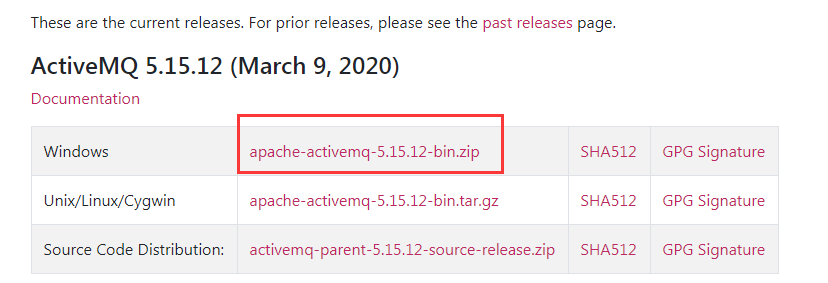 These are the current releases. For prior releases, please see the past releases page.
ActiveMQ 5.15.12 (March 9, 2020)
Documentation
Windows apache-activemq-5.15.12-bin.zip SHA512 GPG Signature
Unix/Linux/Cygwin apache-activemq-5.15.12-bin.tar.gz SHA512 GPG Signature
Source Code Distribution: activemq-parent-5.15.12-source-release.zip SHA512 GPG Signature